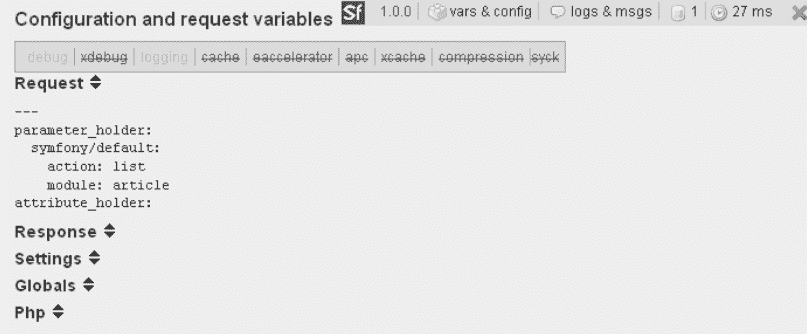 Configuration and request variables Sf 1.0.0 vars & config logs & msgs 1 27 ms
debug xdebug logging cache eaccelerator apc xcache compression syck
Request
---
parameter_holder:
symfony/default:
action: list
module: article
attribute_holder:
Response
Settings
Globals
Php